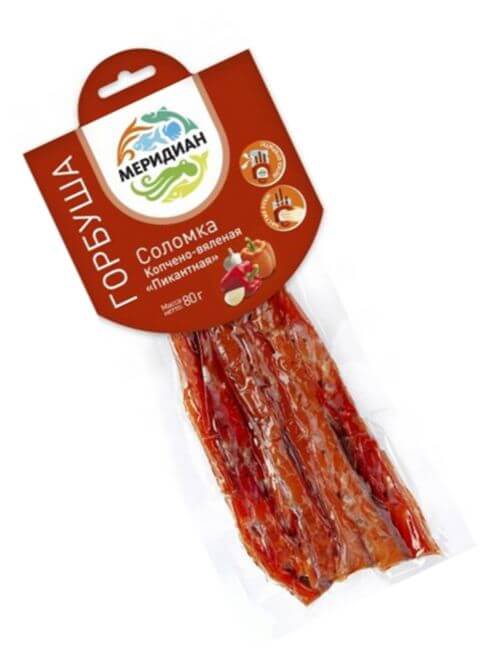 МЕРИДИАН
ГОРБУША
Соломка
Копчено-вяленая
«Пикантная»
Масса
нетто: 80 г